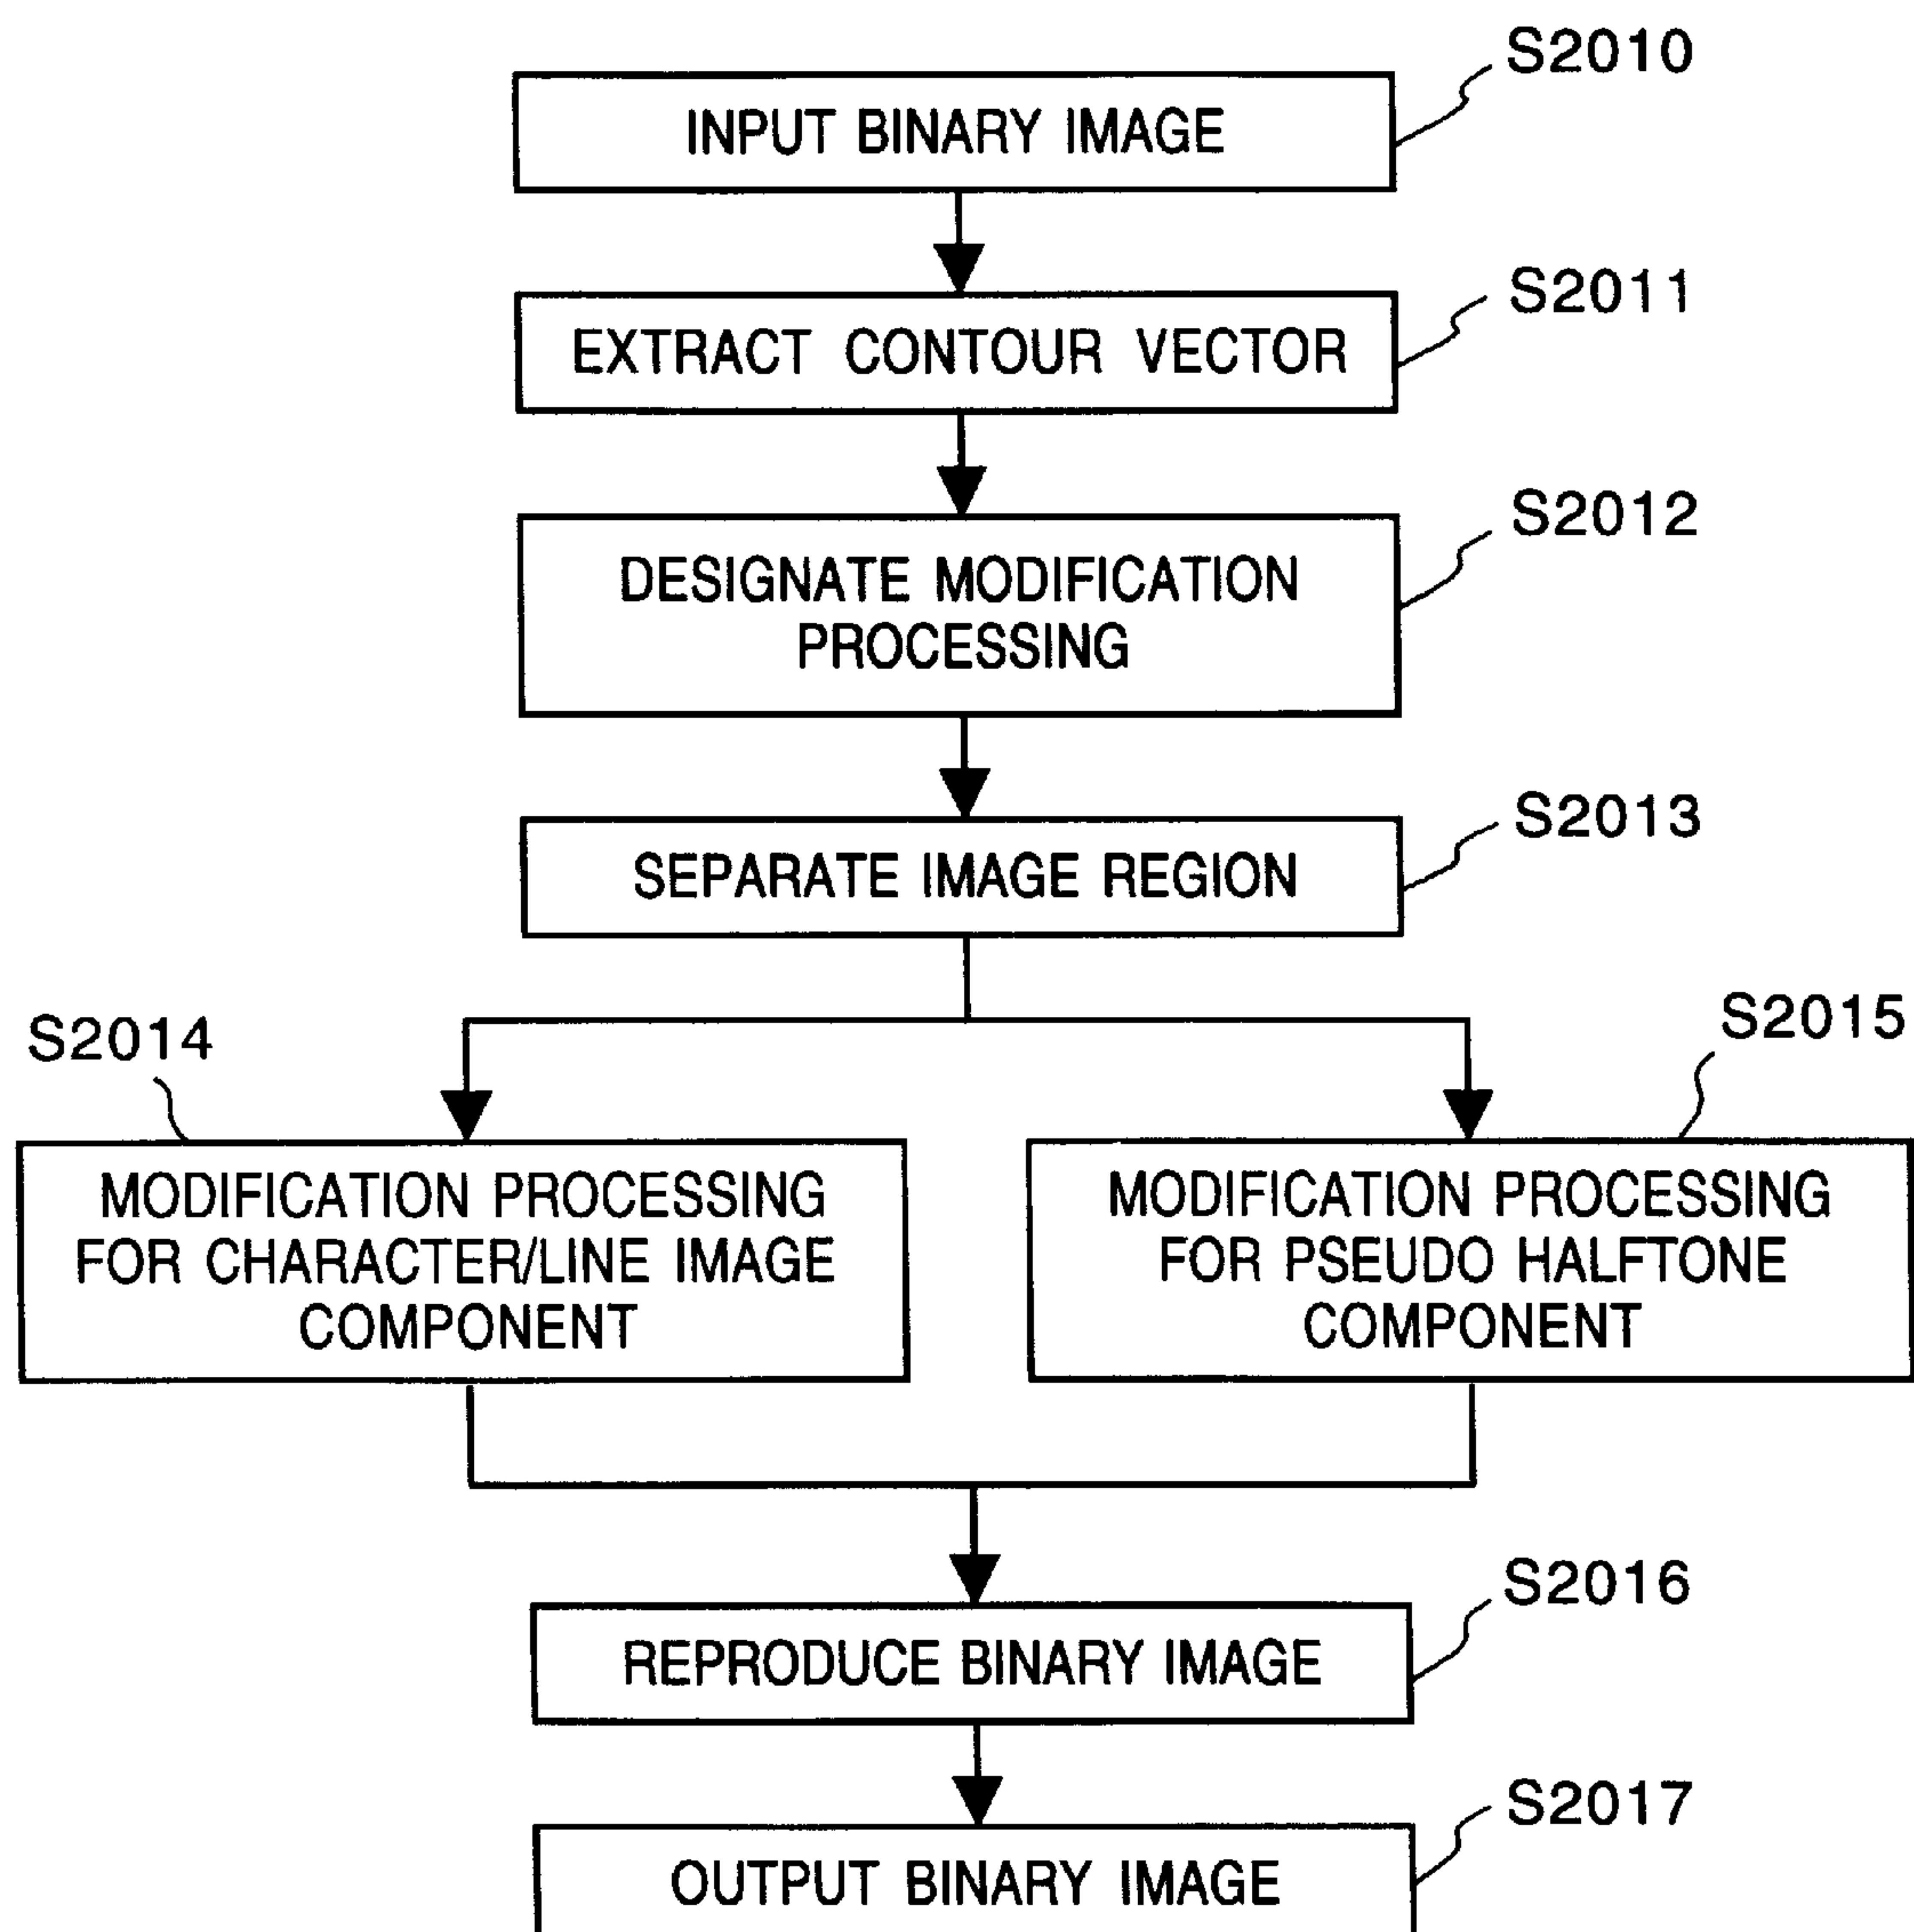 S2010
INPUT BINARY IMAGE
S2011
EXTRACT CONTOUR VECTOR
S2012
DESIGNATE MODIFICATION
PROCESSING
S2013
SEPARATE IMAGE REGION
S2014
S2015
MODIFICATION PROCESSING
FOR CHARACTER/LINE IMAGE
COMPONENT
MODIFICATION PROCESSING
FOR PSEUDO HALFTONE
COMPONENT
S2016
REPRODUCE BINARY IMAGE
S2017
OUTPUT BINARY IMAGE